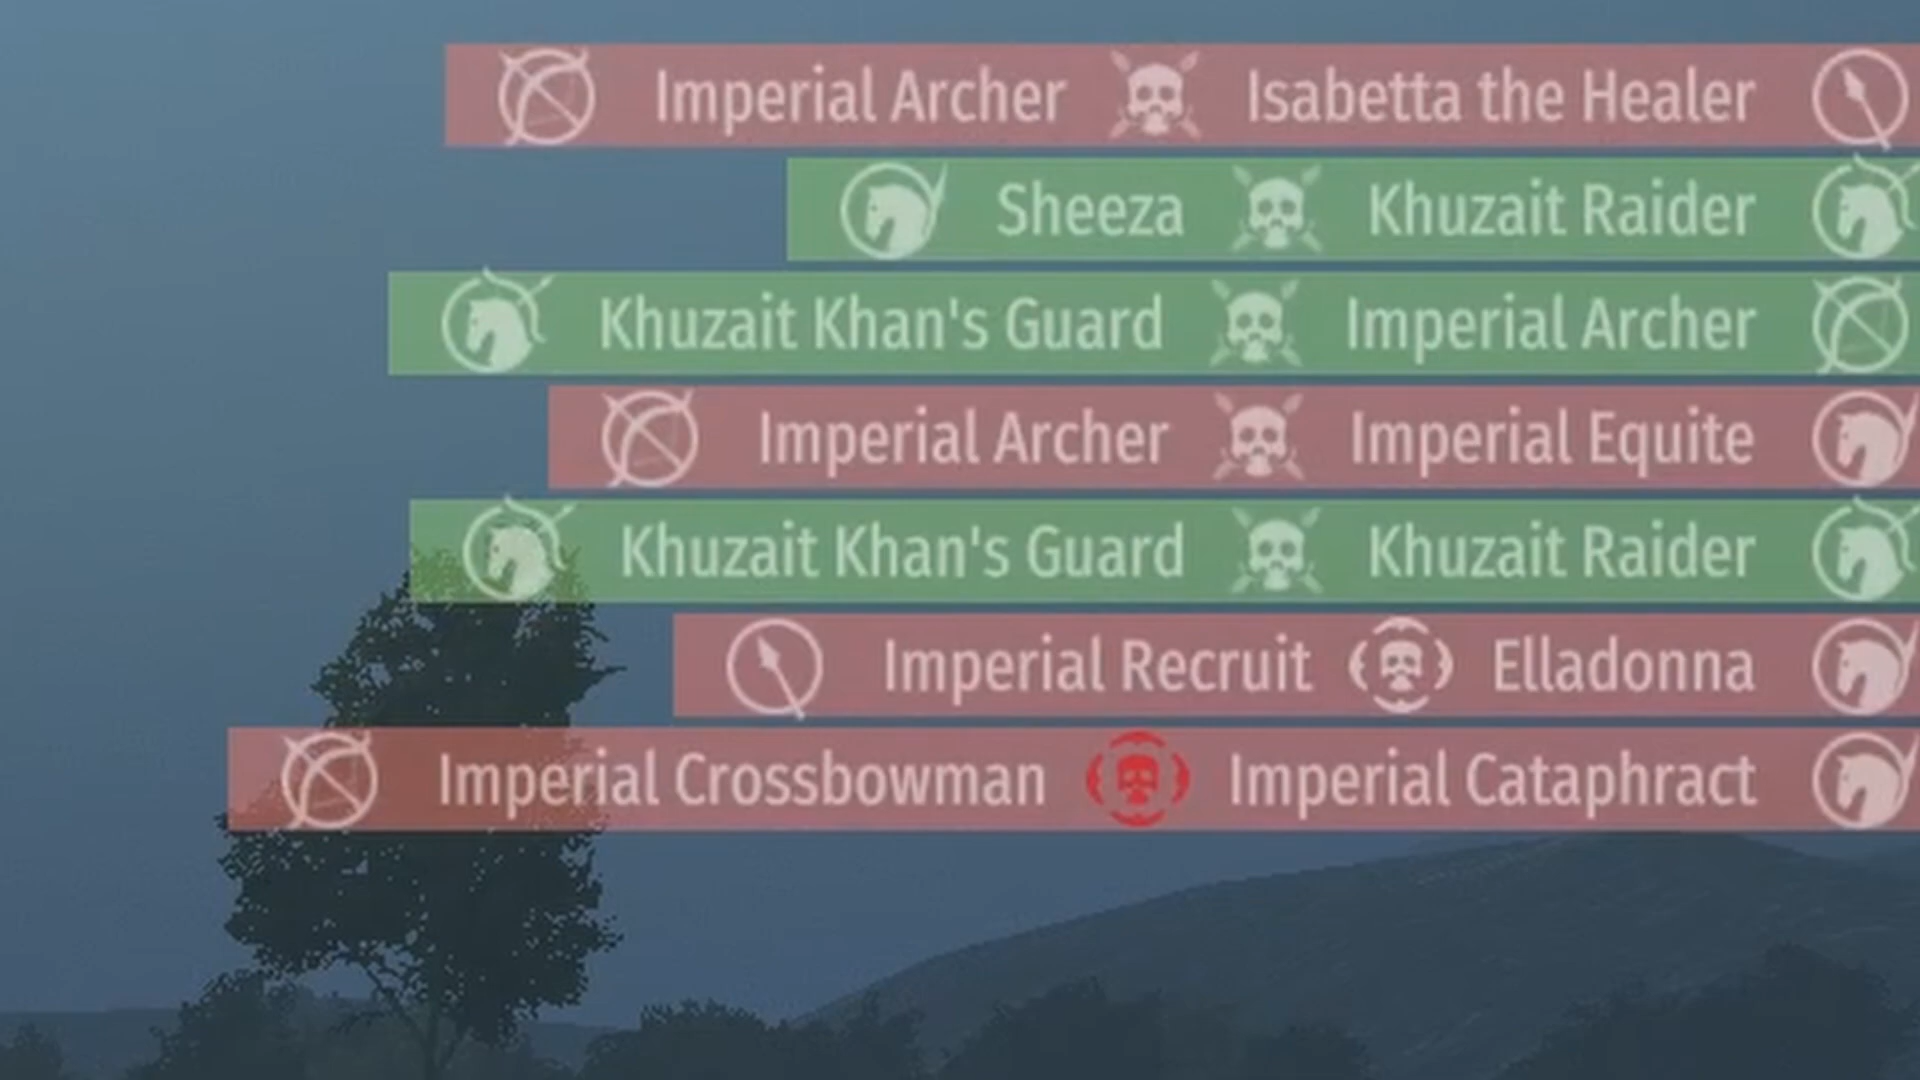 Imperial Archer Isabetta the Healer
Sheeza Khuzait Raider
Khuzait Khan's Guard Imperial Archer
Imperial Archer Imperial Equite
Khuzait Khan's Guard Khuzait Raider
Imperial Recruit Elladonna
Imperial Crossbowman Imperial Cataphract